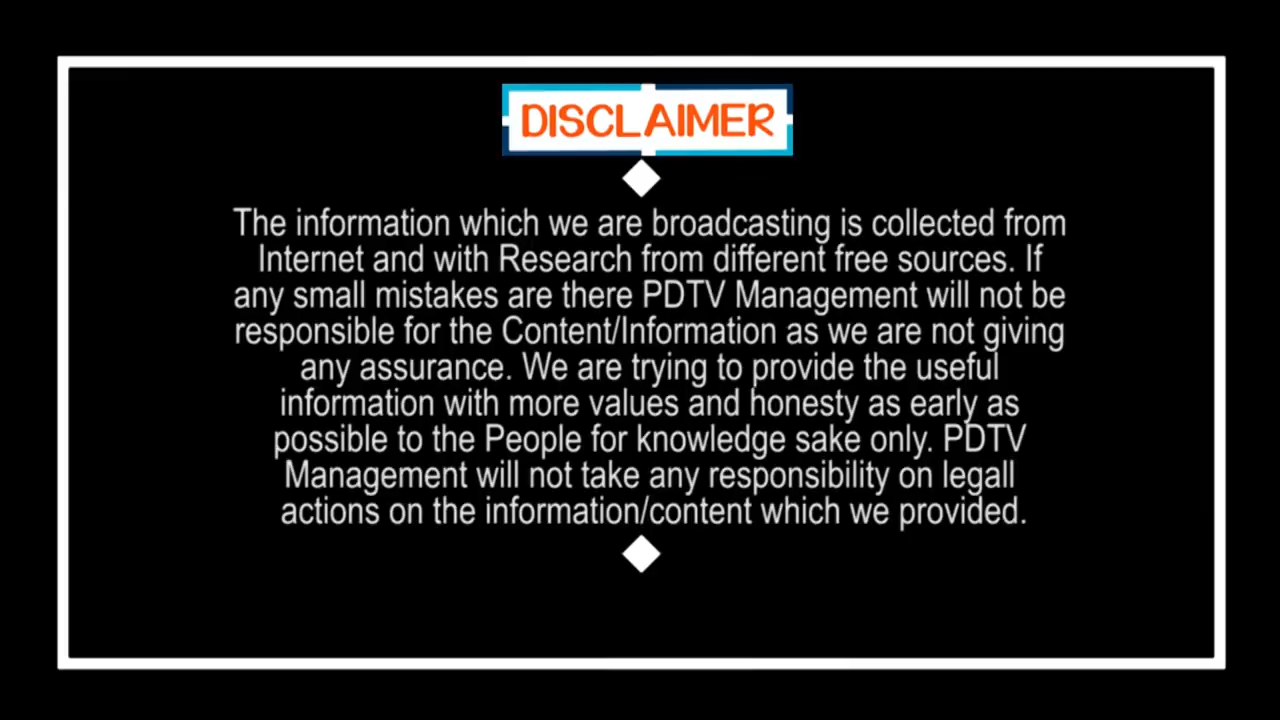 DISCLAIMER
The information which we are broadcasting is collected from
Internet and with Research from different free sources. If
any small mistakes are there PDTV Management will not be
responsible for the Content/Information as we are not giving
any assurance. We are trying to provide the useful
information with more values and honesty as early as
possible to the People for knowledge sake only. PDTV
Management will not take any responsibility on legall
actions on the information/content which we provided.